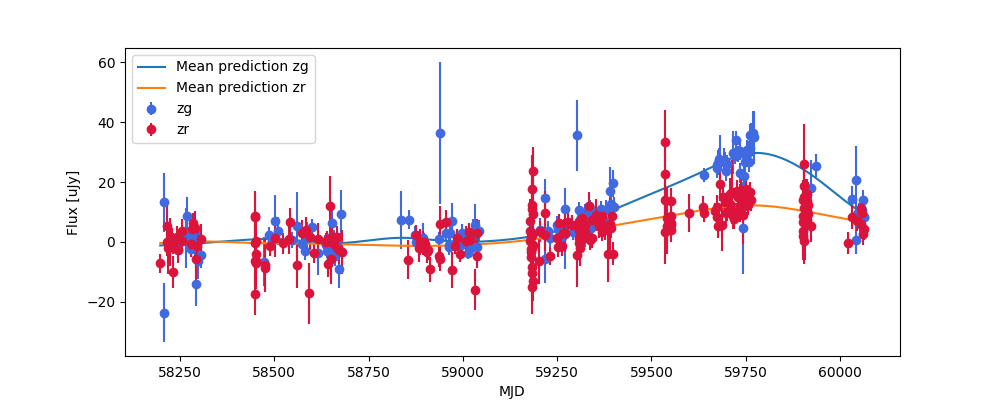 Flux [uJy]
60
40
20
0
−20
Mean prediction zg
Mean prediction zr
zg
zr
58250 58500 58750 59000 59250 59500 59750 60000
MJD